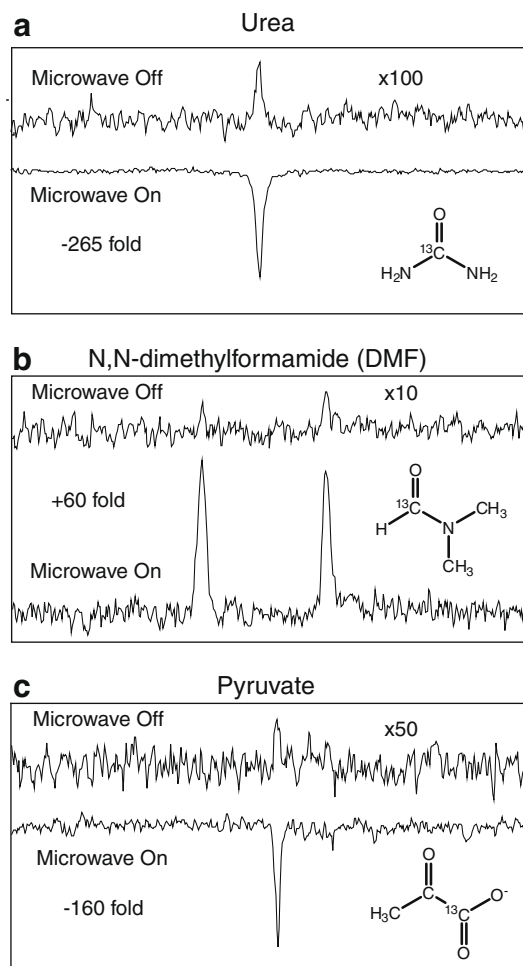 a Urea
Microwave Off x100
Microwave On
-265 fold
O
¹³C
H₂N NH₂
b N,N-dimethylformamide (DMF)
Microwave Off x10
+60 fold
O
¹³C
H N CH₃
CH₃
Microwave On
c Pyruvate
Microwave Off x50
Microwave On
-160 fold
O
H₃C ¹³C O⁻
O